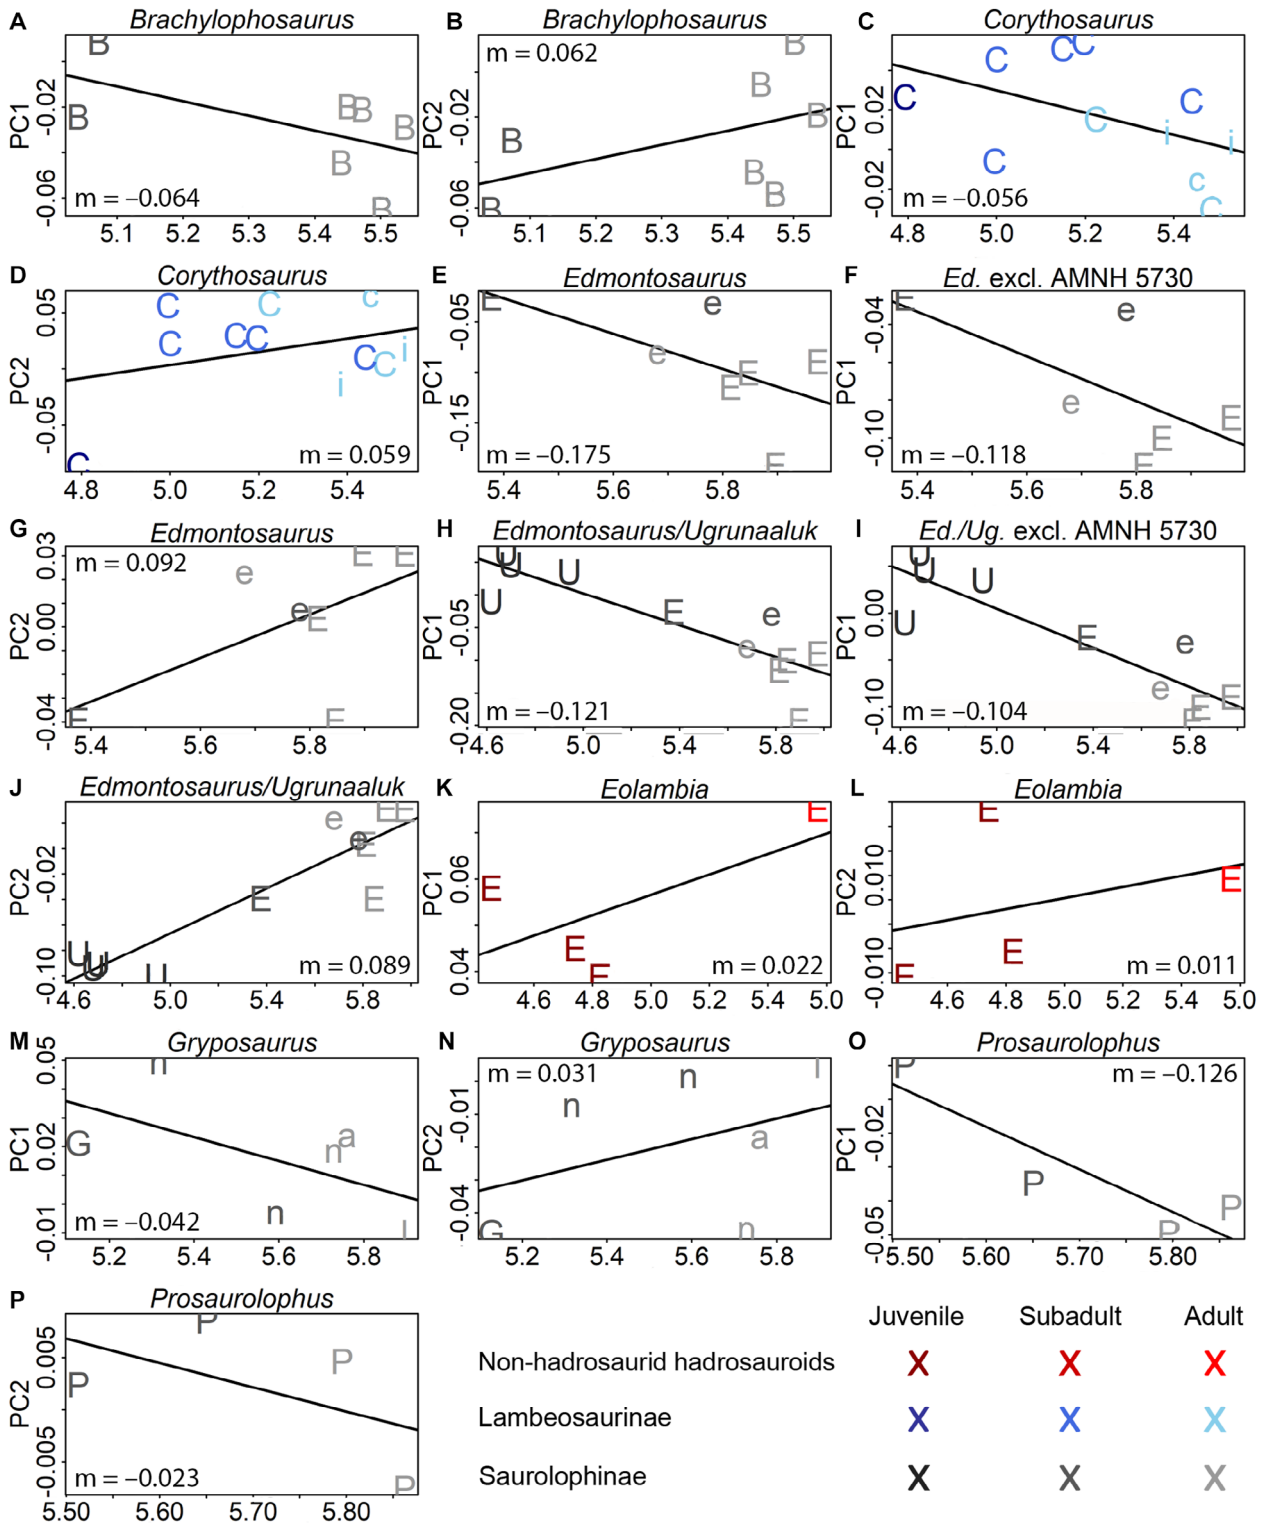 A Brachylophosaurus
B
B
B B
B
B
B
PC1
-0.02
-0.06
m = –0.064
5.1 5.2 5.3 5.4 5.5
B Brachylophosaurus
m = 0.062
B
B
B
B
B
B
B
PC2
-0.02
-0.06
5.1 5.2 5.3 5.4 5.5
C Corythosaurus
C
C
C
C
C
C
C
i
i
c
C
PC1
0.02
-0.02
m = –0.056
4.8 5.0 5.2 5.4
D Corythosaurus
C
C
c
C
C C
C
C
i
i
C
PC2
0.05
-0.05
m = 0.059
4.8 5.0 5.2 5.4
E Edmontosaurus
E
e
e
E
E
E
E
PC1
-0.05
-0.15
m = –0.175
5.4 5.6 5.8
F Ed. excl. AMNH 5730
E
e
e
E
E
E
PC1
-0.04
-0.10
m = –0.118
5.4 5.6 5.8
G Edmontosaurus
m = 0.092
e
E E
e
E
E
E
PC2
0.03
0.00
-0.04
5.4 5.6 5.8
H Edmontosaurus/Ugrunaaluk
U
U
U
U
E
e
e
E
E
E
E
PC1
-0.05
-0.20
m = –0.121
4.6 5.0 5.4 5.8
I Ed./Ug. excl. AMNH 5730
U
U
U
U
E
e
e
E
E
E
PC1
0.00
-0.10
m = –0.104
4.6 5.0 5.4 5.8
J Edmontosaurus/Ugrunaaluk
e
E E
e
E
E
E
U
U
U
U
PC2
-0.02
-0.10
m = 0.089
4.6 5.0 5.4 5.8
K Eolambia
E
E
E
E
PC1
0.06
0.04
m = 0.022
4.6 4.8 5.0 5.2 5.4 5.0
L Eolambia
E
E
E
E
PC2
0.010
-0.010
m = 0.011
4.6 4.8 5.2 5.4 5.0
M Gryposaurus
n
G
a
n
n
l
PC1
0.05
0.02
-0.01
m = –0.042
5.2 5.4 5.6 5.8
N Gryposaurus
m = 0.031
n
l
n
a
G
n
PC2
-0.01
-0.04
5.2 5.4 5.6 5.8
O Prosaurolophus
m = –0.126
P
P
P
P
PC1
-0.02
-0.05
5.50 5.60 5.70 5.80
P Prosaurolophus
P
P
P
P
PC2
0.005
-0.005
m = –0.023
5.50 5.60 5.70 5.80
Juvenile Subadult Adult
Non-hadrosaurid hadrosauroids X X X
Lambeosaurinae X X X
Saurolophinae X X X